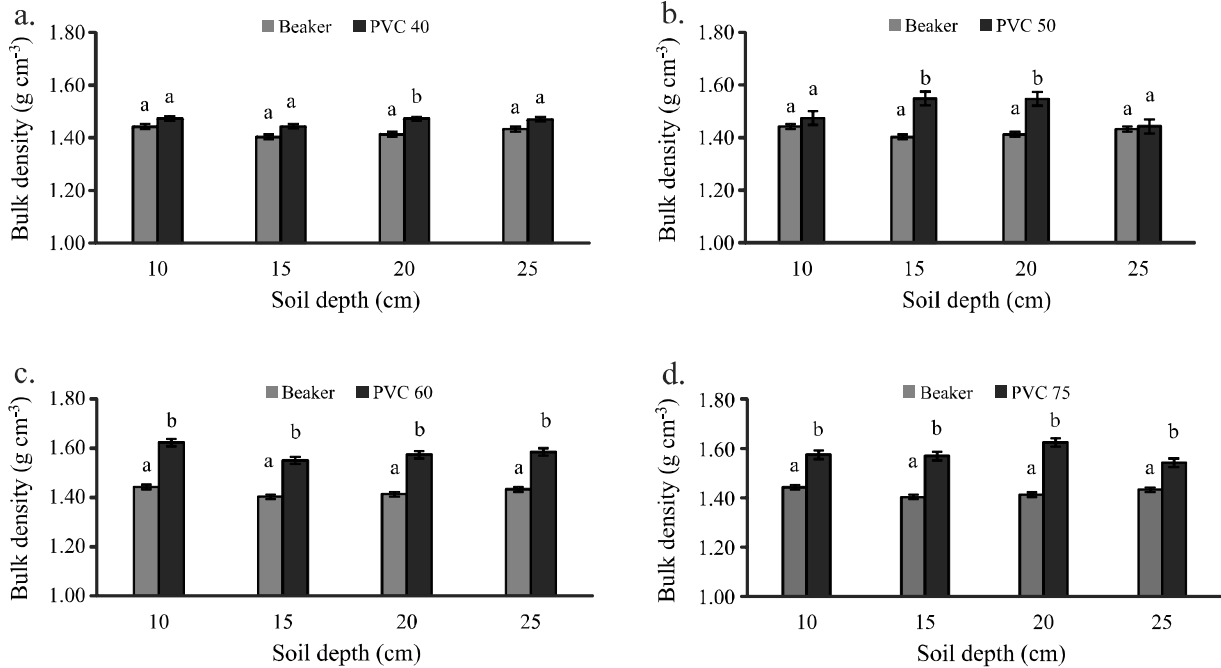 a.
Beaker PVC 40
Bulk density (g cm⁻³)
1.80
1.60
1.40
1.20
1.00
a a a a a b a a
10 15 20 25
Soil depth (cm)
b.
Beaker PVC 50
Bulk density (g cm⁻³)
1.80
1.60
1.40
1.20
1.00
a a a b a b a a
10 15 20 25
Soil depth (cm)
c.
Beaker PVC 60
Bulk density (g cm⁻³)
1.80
1.60
1.40
1.20
1.00
a b a b a b a b
10 15 20 25
Soil depth (cm)
d.
Beaker PVC 75
Bulk density (g cm⁻³)
1.80
1.60
1.40
1.20
1.00
a b a b a b a b
10 15 20 25
Soil depth (cm)